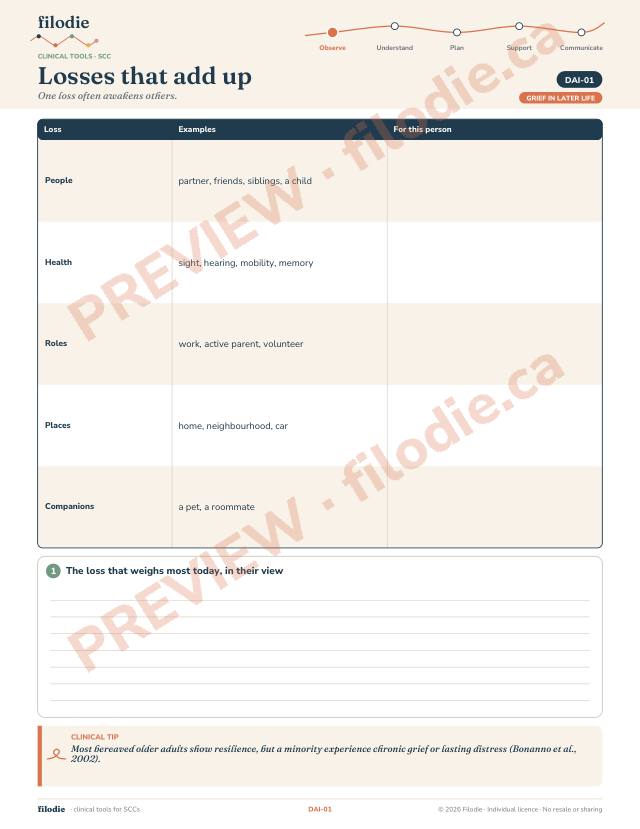 filodie
CLINICAL TOOLS · SCC
Observe Understand Plan Support Communicate
Losses that add up
One loss often awakens others.
DAI-01
GRIEF IN LATER LIFE
Loss Examples For this person
People partner, friends, siblings, a child
Health sight, hearing, mobility, memory
Roles work, active parent, volunteer
Places home, neighbourhood, car
Companions a pet, a roommate
PREVIEW · filodie.ca
PREVIEW · filodie.ca
1 The loss that weighs most today, in their view
CLINICAL TIP
Most bereaved older adults show resilience, but a minority experience chronic grief or lasting distress (Bonanno et al.,
2002).
filodie · clinical tools for SCCs DAI-01 © 2026 Filodie · Individual licence · No resale or sharing